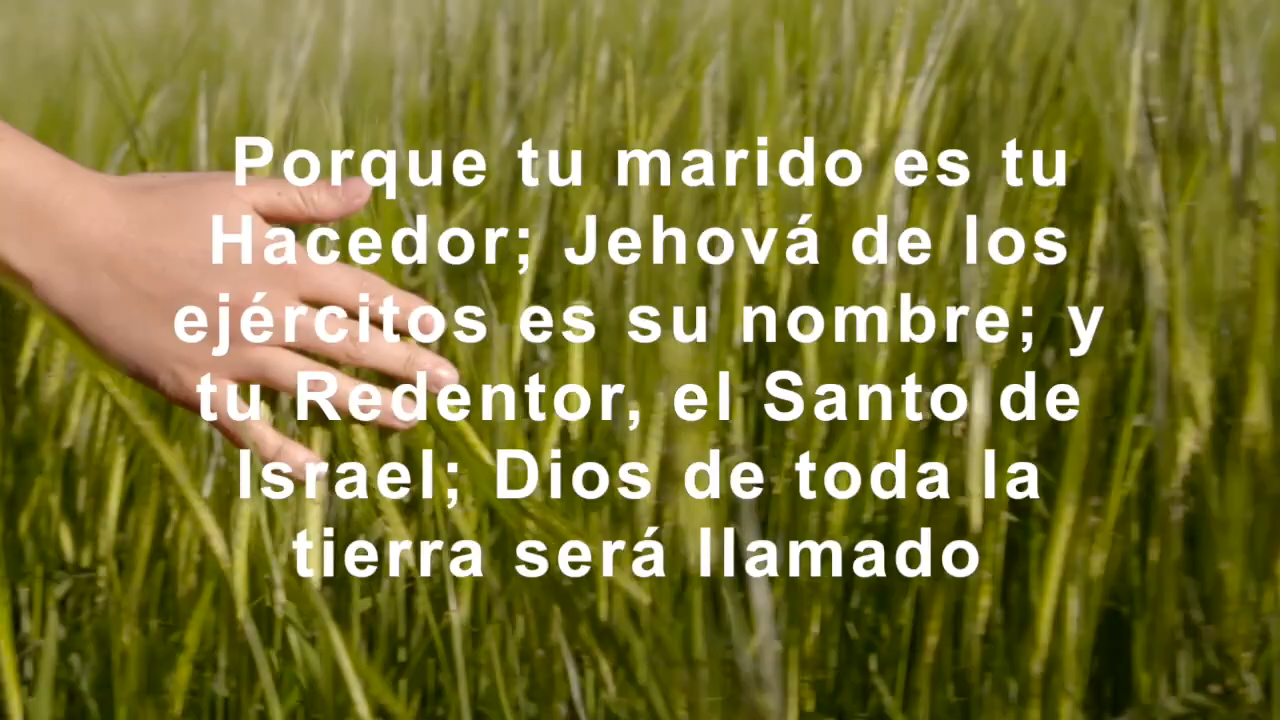 Porque tu marido es tu
Hacedor; Jehová de los
ejércitos es su nombre; y
tu Redentor, el Santo de
Israel; Dios de toda la
tierra será llamado